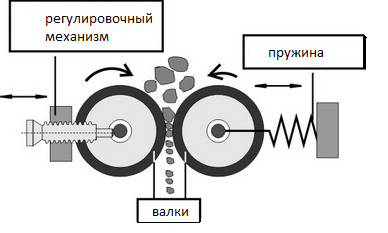 регулировочный
механизм
пружина
валки